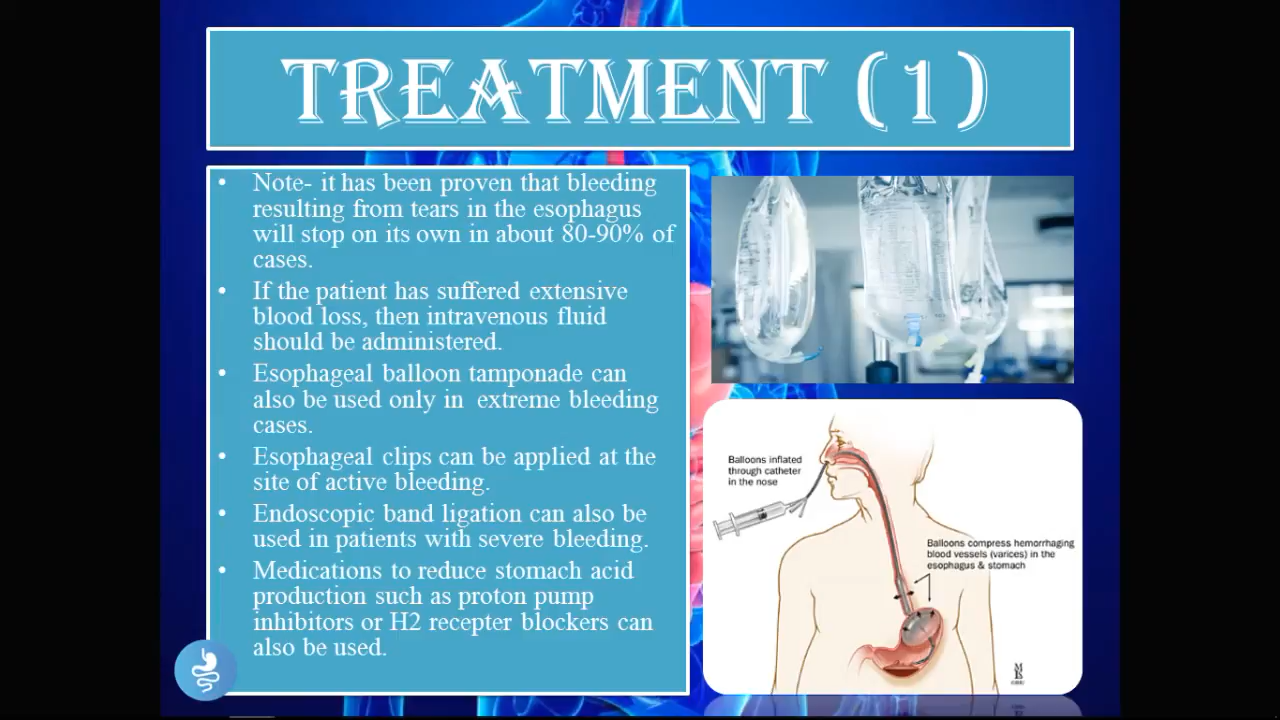 TREATMENT (1)
• Note- it has been proven that bleeding
resulting from tears in the esophagus
will stop on its own in about 80-90% of
cases.
• If the patient has suffered extensive
blood loss, then intravenous fluid
should be administered.
• Esophageal balloon tamponade can
also be used only in extreme bleeding
cases.
• Esophageal clips can be applied at the
site of active bleeding.
• Endoscopic band ligation can also be
used in patients with severe bleeding.
• Medications to reduce stomach acid
production such as proton pump
inhibitors or H2 recepter blockers can
also be used.
Balloons inflated
through catheter
in the nose
Balloons compress hemorrhaging
blood vessels (varices) in the
esophagus & stomach